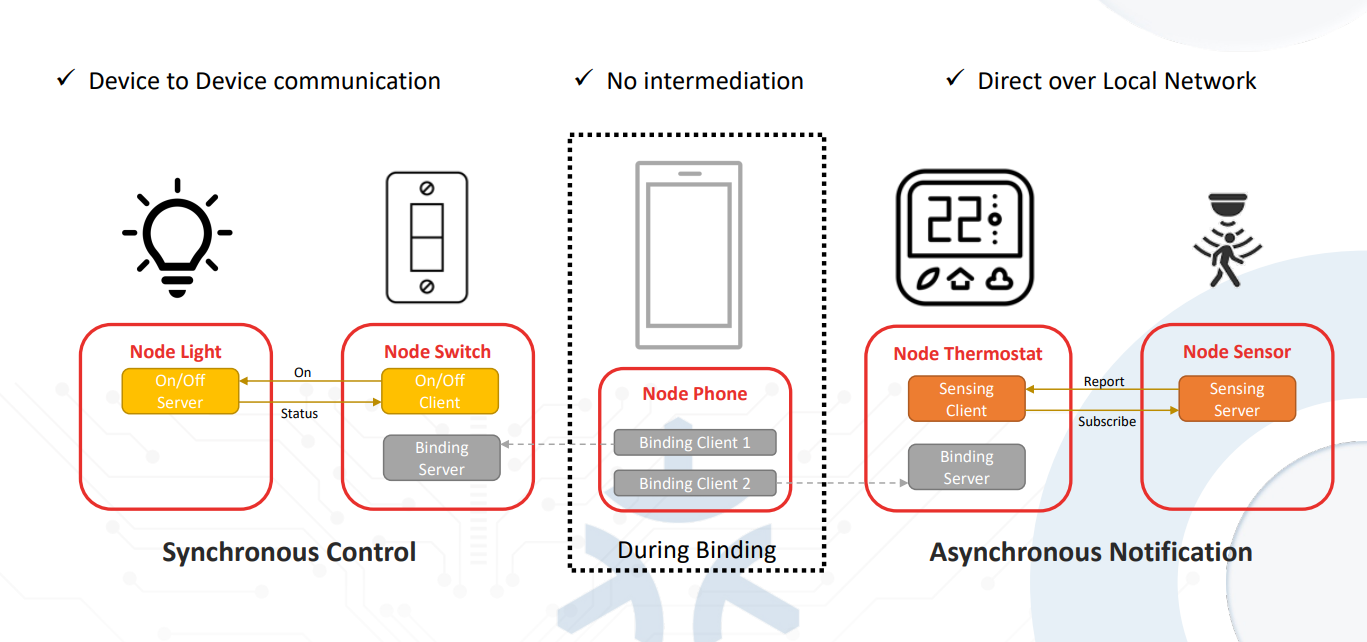 ✓ Device to Device communication
✓ No intermediation
✓ Direct over Local Network
22
Node Light
On/Off
Server
On
Status
Node Switch
On/Off
Client
Binding
Server
Node Phone
Binding Client 1
Binding Client 2
Node Thermostat
Sensing
Client
Binding
Server
Report
Subscribe
Node Sensor
Sensing
Server
Synchronous Control
During Binding
Asynchronous Notification